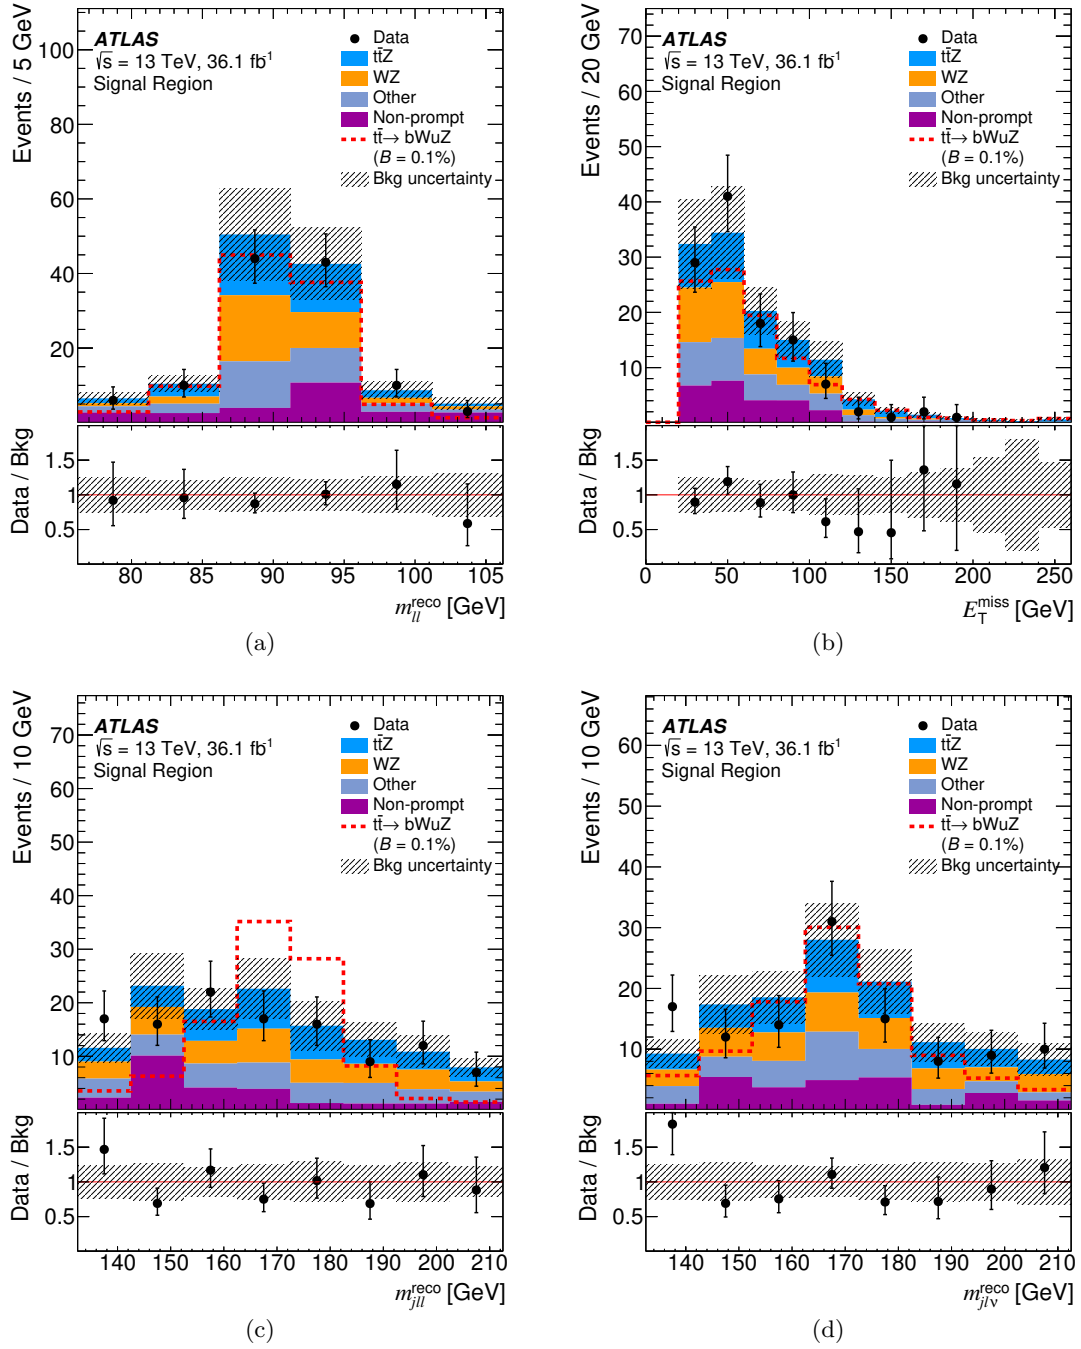 Events / 5 GeV
100
80
60
40
20
ATLAS
√s = 13 TeV, 36.1 fb-1
Signal Region
Data
tt̄Z
WZ
Other
Non-prompt
tt̄→ bWuZ
(B = 0.1%)
Bkg uncertainty
Data / Bkg
1.5
1
0.5
80 85 90 95 100 105
m_ll^reco [GeV]
(a)
Events / 20 GeV
70
60
50
40
30
20
10
ATLAS
√s = 13 TeV, 36.1 fb-1
Signal Region
Data
tt̄Z
WZ
Other
Non-prompt
tt̄→ bWuZ
(B = 0.1%)
Bkg uncertainty
Data / Bkg
1.5
1
0.5
0 50 100 150 200 250
E_T^miss [GeV]
(b)
Events / 10 GeV
70
60
50
40
30
20
10
ATLAS
√s = 13 TeV, 36.1 fb-1
Signal Region
Data
tt̄Z
WZ
Other
Non-prompt
tt̄→ bWuZ
(B = 0.1%)
Bkg uncertainty
Data / Bkg
1.5
1
0.5
140 150 160 170 180 190 200 210
m_jll^reco [GeV]
(c)
Events / 10 GeV
60
50
40
30
20
10
ATLAS
√s = 13 TeV, 36.1 fb-1
Signal Region
Data
tt̄Z
WZ
Other
Non-prompt
tt̄→ bWuZ
(B = 0.1%)
Bkg uncertainty
Data / Bkg
1.5
1
0.5
140 150 160 170 180 190 200 210
m_jlν^reco [GeV]
(d)